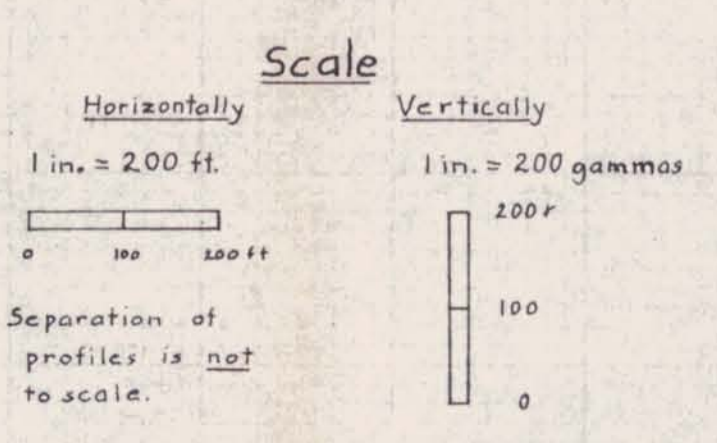 Scale
Horizontally
1 in. = 200 ft.
0 100 200 ft
Separation of
profiles is not
to scale.
Vertically
1 in. = 200 gammas
200 r
100
0